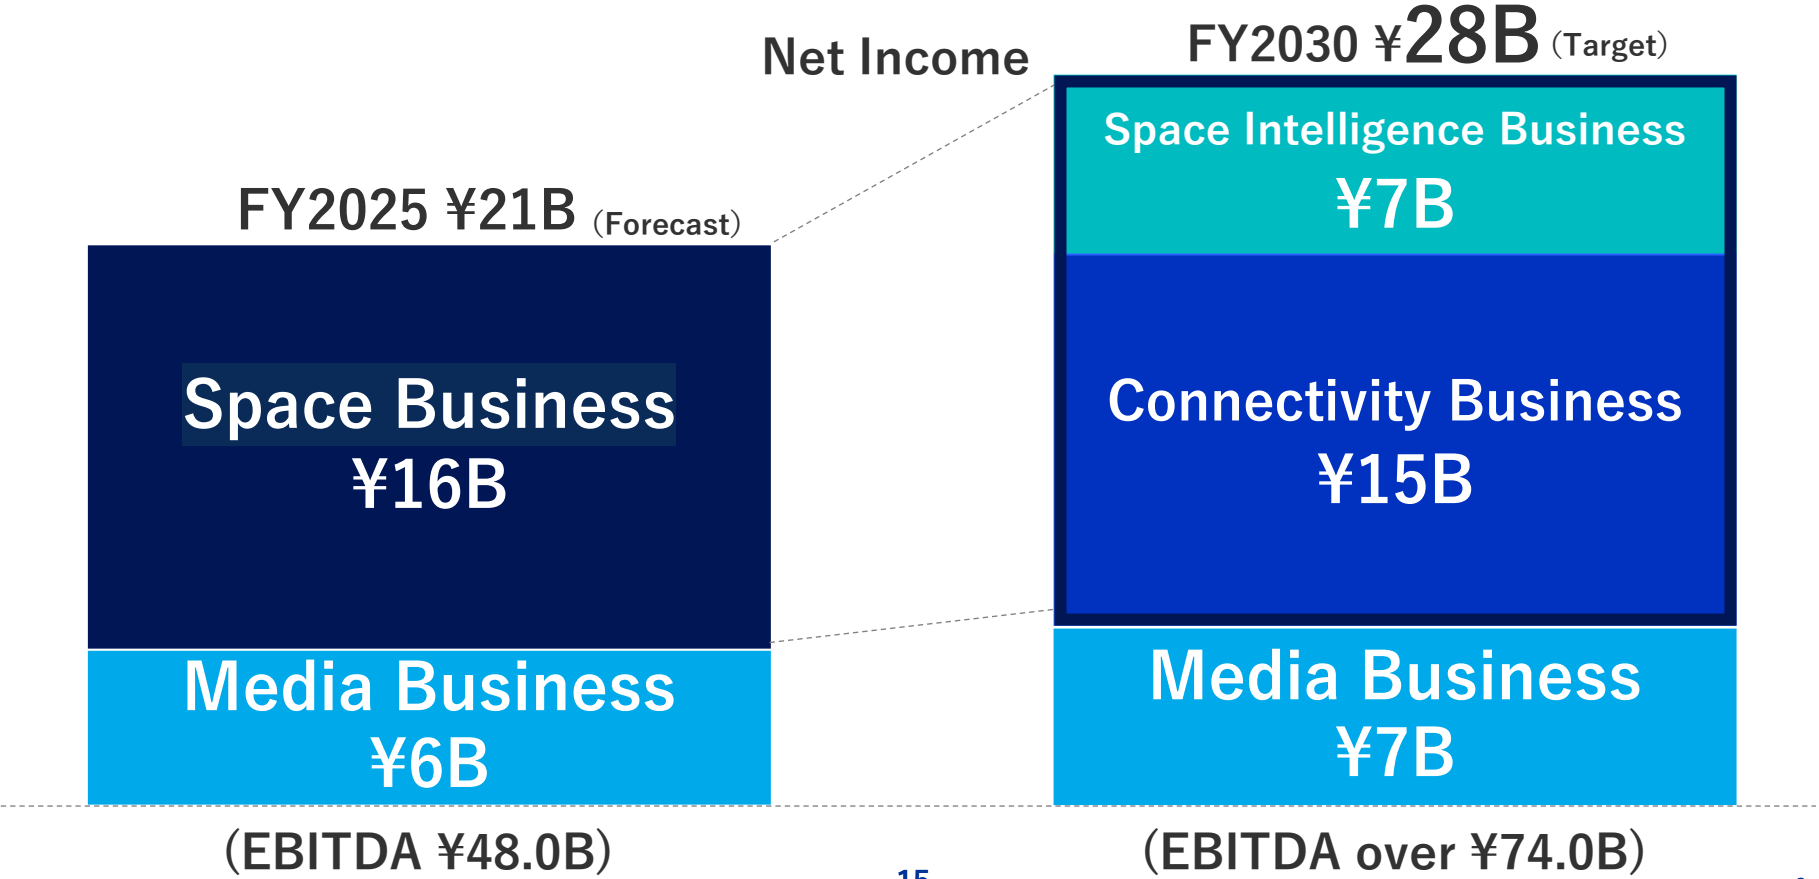 Net Income
FY2025 ¥21B (Forecast)
Space Business
¥16B
Media Business
¥6B
(EBITDA ¥48.0B)
FY2030 ¥28B (Target)
Space Intelligence Business
¥7B
Connectivity Business
¥15B
Media Business
¥7B
(EBITDA over ¥74.0B)
15